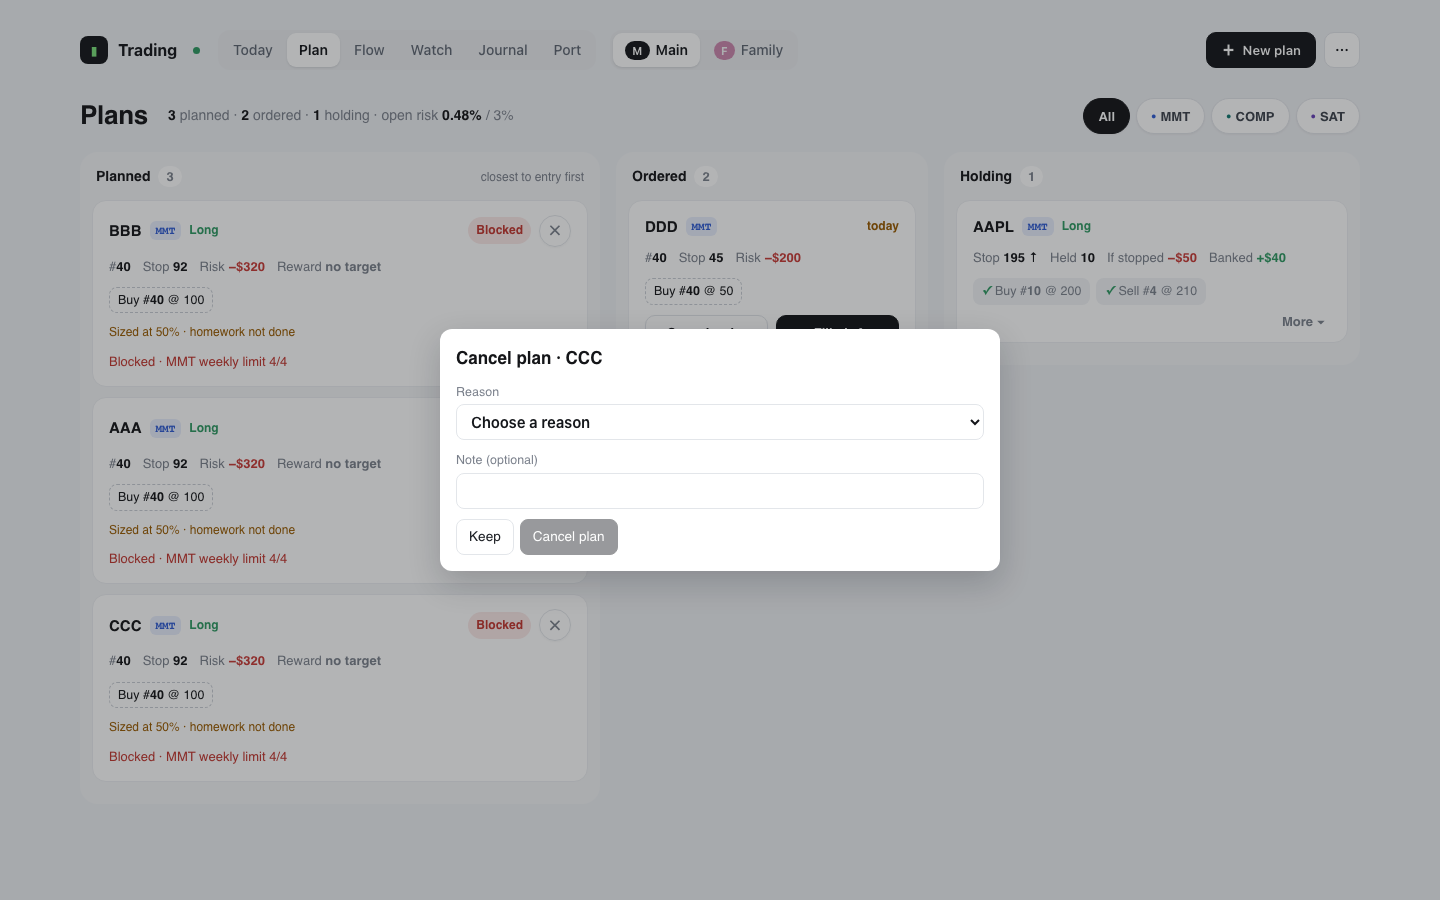 Trading Today Plan Flow Watch Journal Port M Main F Family + New plan ...
Plans 3 planned · 2 ordered · 1 holding · open risk 0.48% / 3% All • MMT • COMP • SAT
Planned 3 closest to entry first
BBB MMT Long Blocked ✕
#40 Stop 92 Risk –$320 Reward no target
Buy #40 @ 100
Sized at 50% · homework not done
Blocked · MMT weekly limit 4/4
AAA MMT Long
#40 Stop 92 Risk –$320 Reward no target
Buy #40 @ 100
Sized at 50% · homework not done
Blocked · MMT weekly limit 4/4
CCC MMT Long Blocked ✕
#40 Stop 92 Risk –$320 Reward no target
Buy #40 @ 100
Sized at 50% · homework not done
Blocked · MMT weekly limit 4/4
Ordered 2
DDD MMT today
#40 Stop 45 Risk –$200
Buy #40 @ 50
Holding 1
AAPL MMT Long
Stop 195 ↑ Held 10 If stopped –$50 Banked +$40
✓ Buy #10 @ 200 ✓ Sell #4 @ 210
More
Cancel plan · CCC
Reason
Choose a reason
Note (optional)
Keep Cancel plan